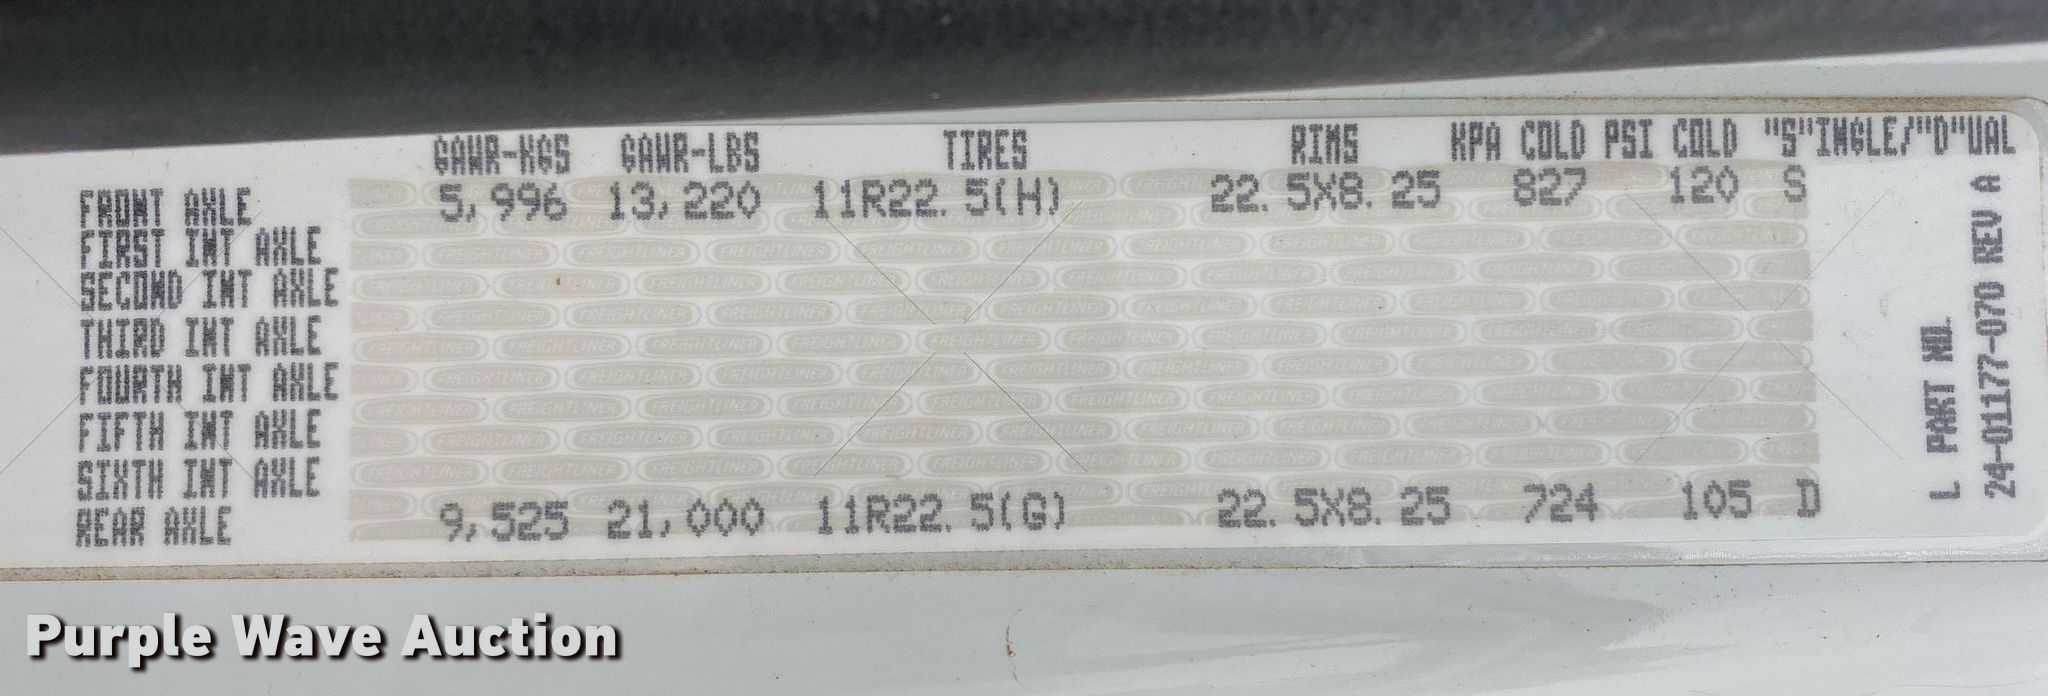 GAWR-KGS GAWR-LBS TIRES RIMS KPA COLD PSI COLD "S"INGLE/"D"UAL
FRONT AXLE 5,996 13,220 11R22.5(H) 22.5X8.25 827 120 S
FIRST INT AXLE
SECOND INT AXLE
THIRD INT AXLE
FOURTH INT AXLE
FIFTH INT AXLE
SIXTH INT AXLE
REAR AXLE 9,525 21,000 11R22.5(G) 22.5X8.25 724 105 D
L PART NO.
24-01177-070 REV A
Purple Wave Auction